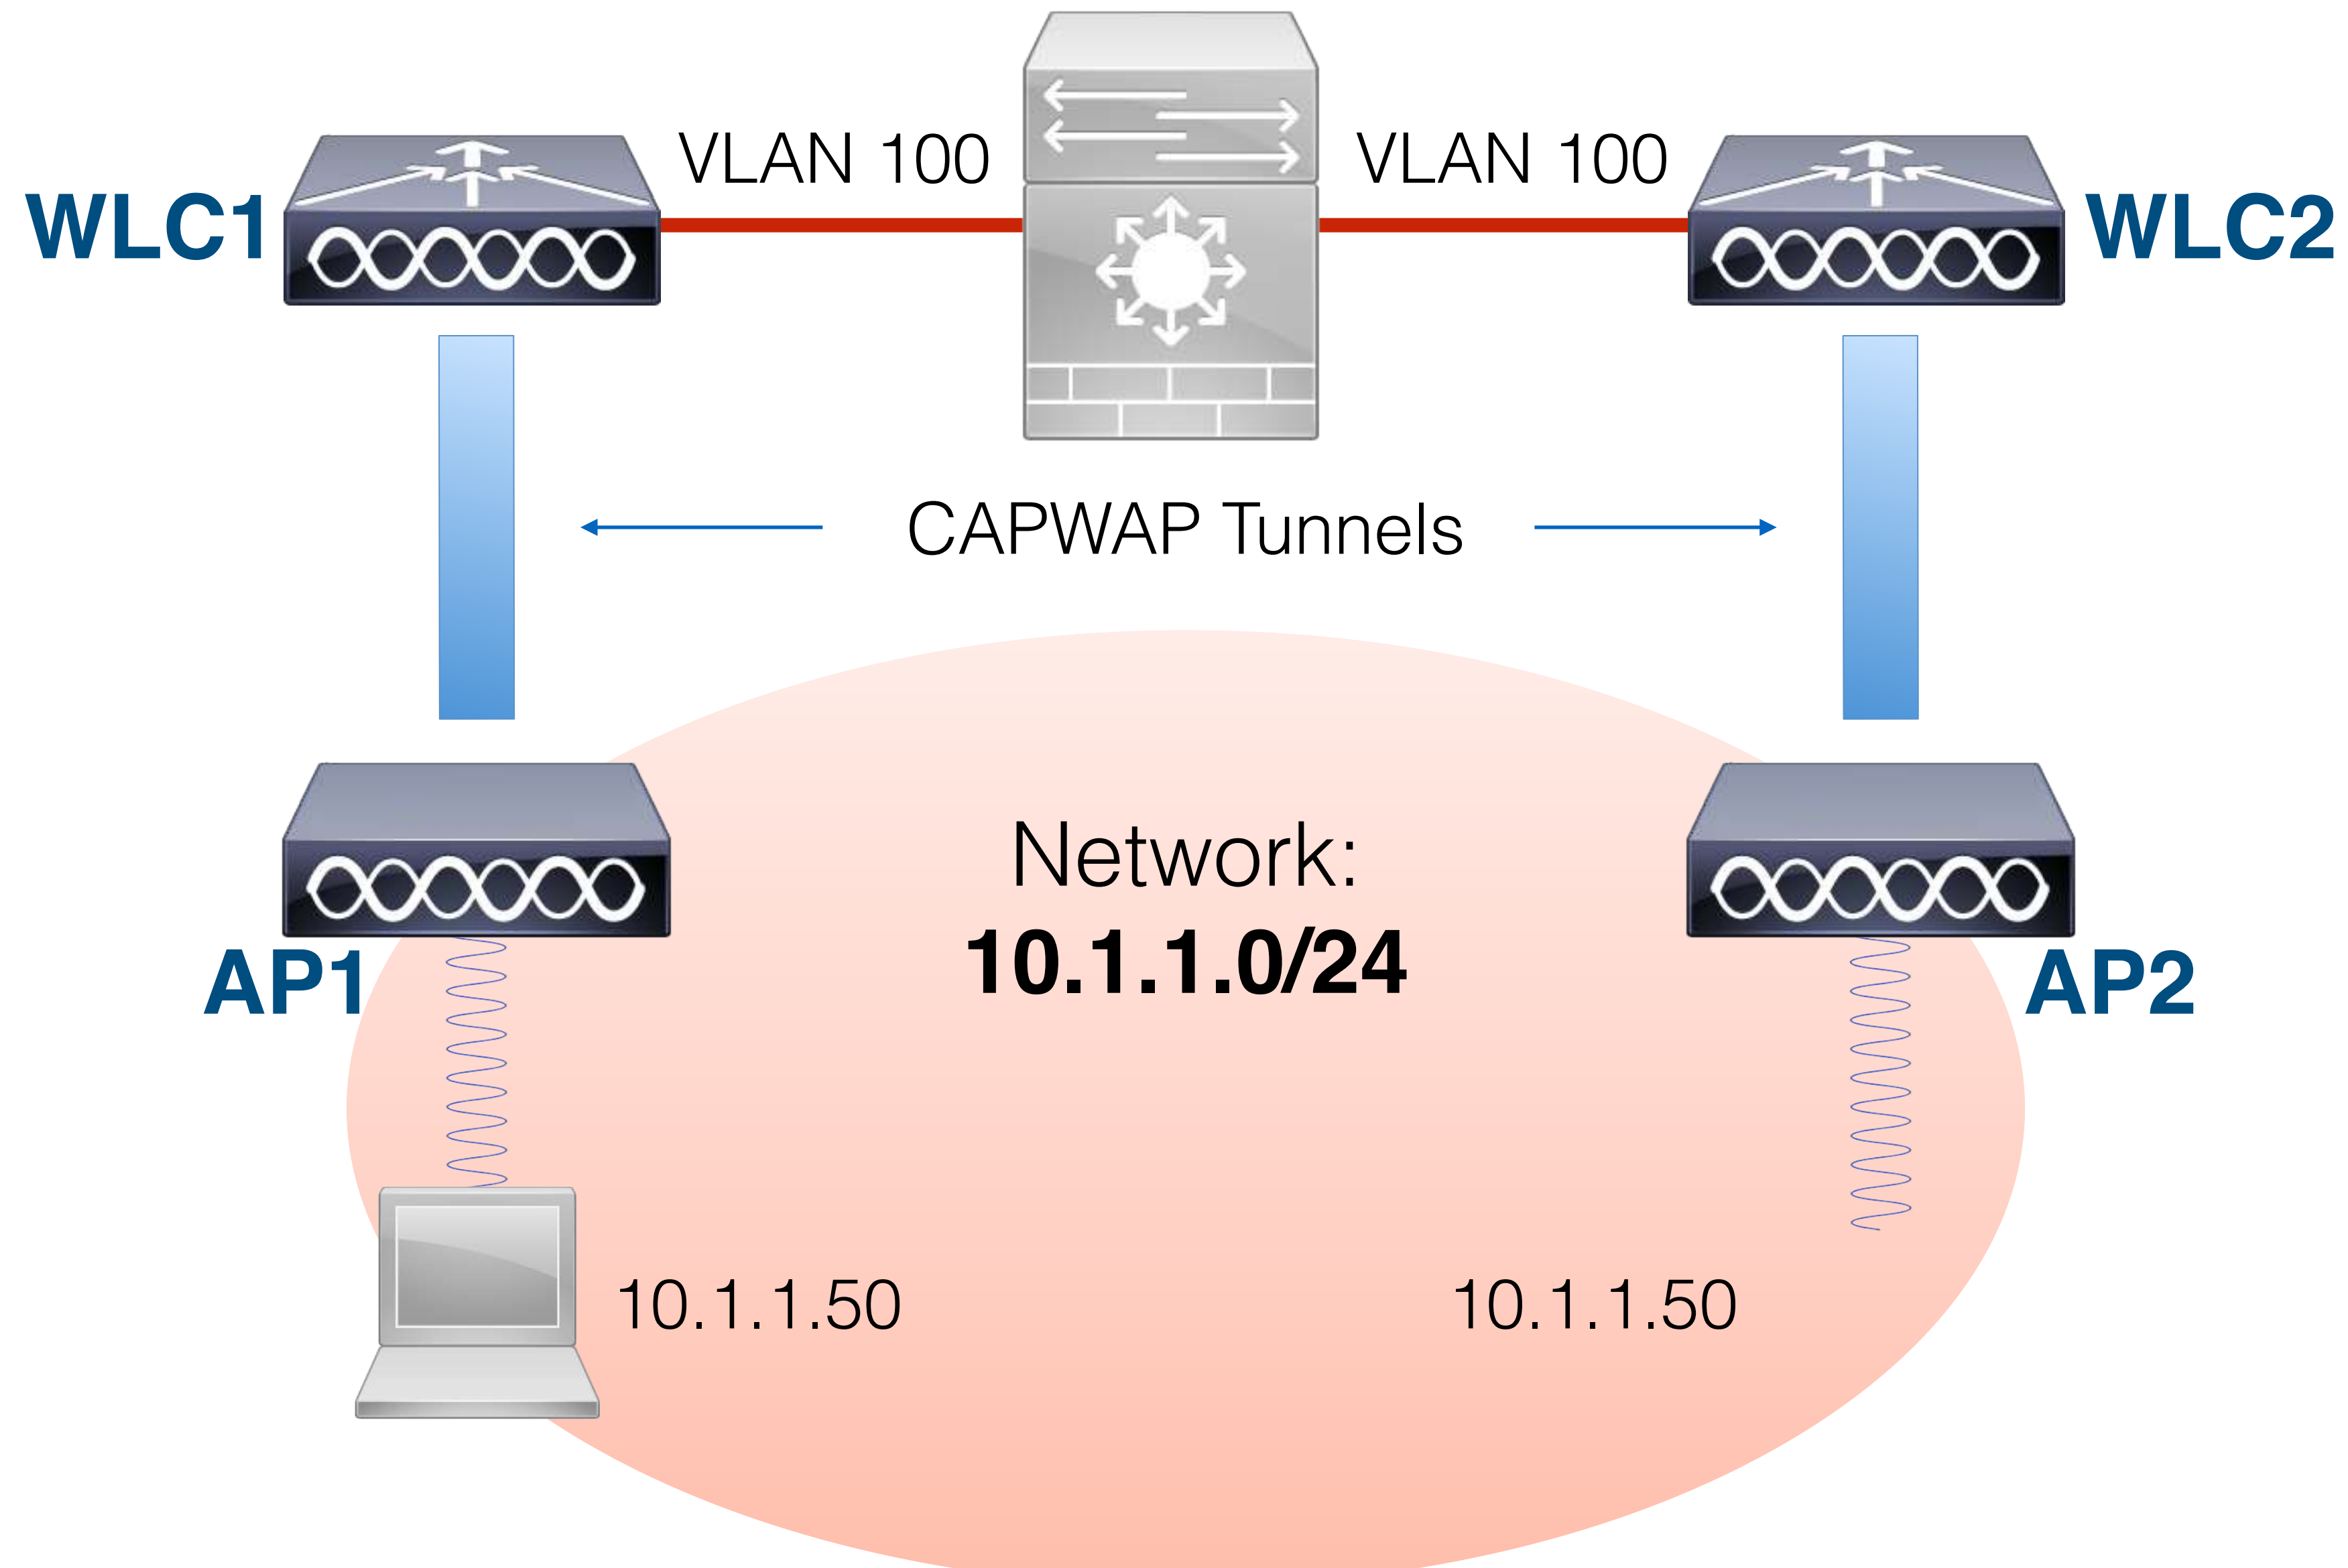 VLAN 100
VLAN 100
WLC1
WLC2
CAPWAP Tunnels
Network:
10.1.1.0/24
AP1
AP2
10.1.1.50
10.1.1.50